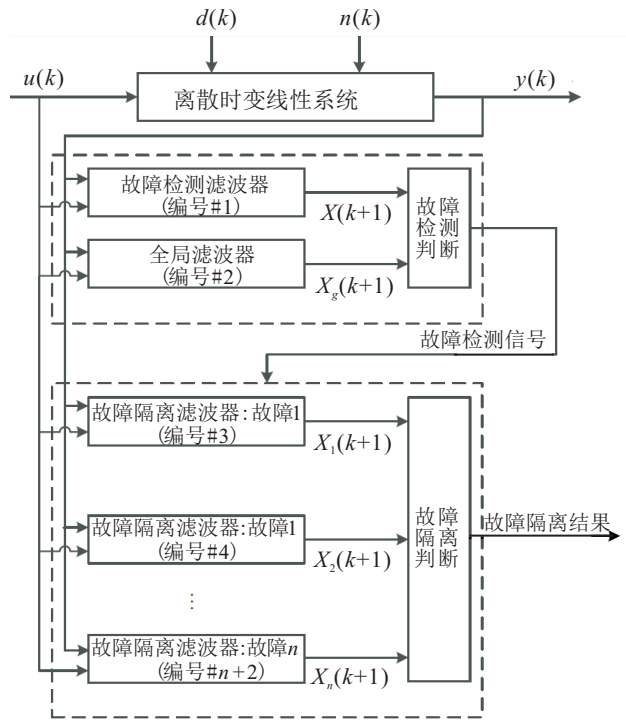 d(k)
n(k)
u(k)
离散时变线性系统
y(k)
故障检测滤波器
(编号#1)
X(k+1)
全局滤波器
(编号#2)
X_g(k+1)
故障
检测
判断
故障检测信号
故障隔离滤波器:故障1
(编号#3)
X_1(k+1)
故障隔离滤波器:故障1
(编号#4)
X_2(k+1)
⋮
故障隔离滤波器:故障n
(编号#n+2)
X_n(k+1)
故障
隔离
判断
故障隔离结果